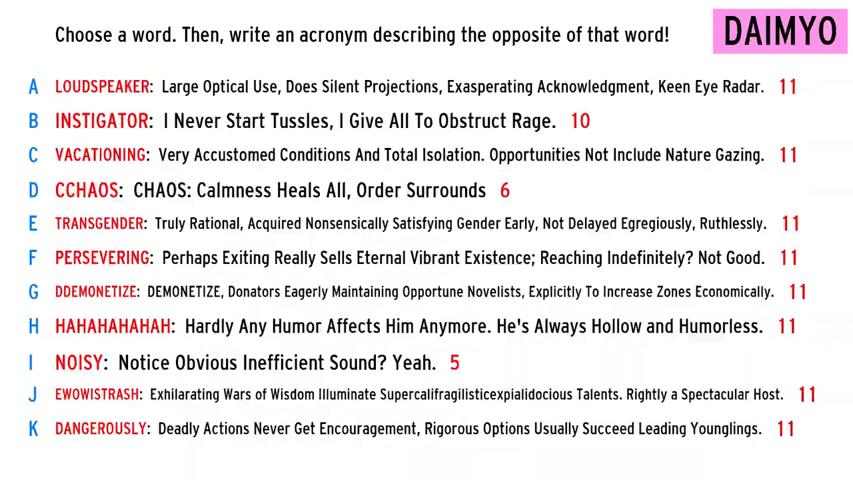 Choose a word. Then, write an acronym describing the opposite of that word!
DAIMYO
A LOUDSPEAKER: Large Optical Use, Does Silent Projections, Exasperating Acknowledgment, Keen Eye Radar. 11
B INSTIGATOR: I Never Start Tussles, I Give All To Obstruct Rage. 10
C VACATIONING: Very Accustomed Conditions And Total Isolation. Opportunities Not Include Nature Gazing. 11
D CCHAOS: CHAOS: Calmness Heals All, Order Surrounds 6
E TRANSGENDER: Truly Rational, Acquired Nonsensically Satisfying Gender Early, Not Delayed Egregiously, Ruthlessly. 11
F PERSEVERING: Perhaps Exiting Really Sells Eternal Vibrant Existence; Reaching Indefinitely? Not Good. 11
G DDEMONETIZE: DEMONETIZE, Donators Eagerly Maintaining Opportune Novelists, Explicitly To Increase Zones Economically. 11
H HAHAHAHAHAH: Hardly Any Humor Affects Him Anymore. He's Always Hollow and Humorless. 11
I NOISY: Notice Obvious Inefficient Sound? Yeah. 5
J EWOWISTRASH: Exhilarating Wars of Wisdom Illuminate Supercalifragilisticexpialidocious Talents. Rightly a Spectacular Host. 11
K DANGEROUSLY: Deadly Actions Never Get Encouragement, Rigorous Options Usually Succeed Leading Younglings. 11